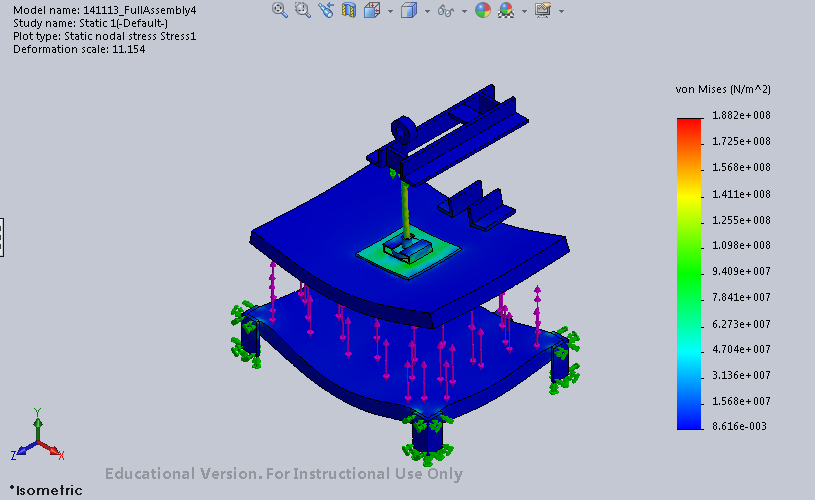 Model name: 141113_FullAssembly4
Study name: Static 1(-Default-)
Plot type: Static nodal stress Stress1
Deformation scale: 11.154
von Mises (N/m^2)
1.882e+008
1.725e+008
1.568e+008
1.411e+008
1.255e+008
1.098e+008
9.409e+007
7.841e+007
6.273e+007
4.704e+007
3.136e+007
1.568e+007
8.616e-003
Y
Z
X
Educational Version. For Instructional Use Only
*Isometric